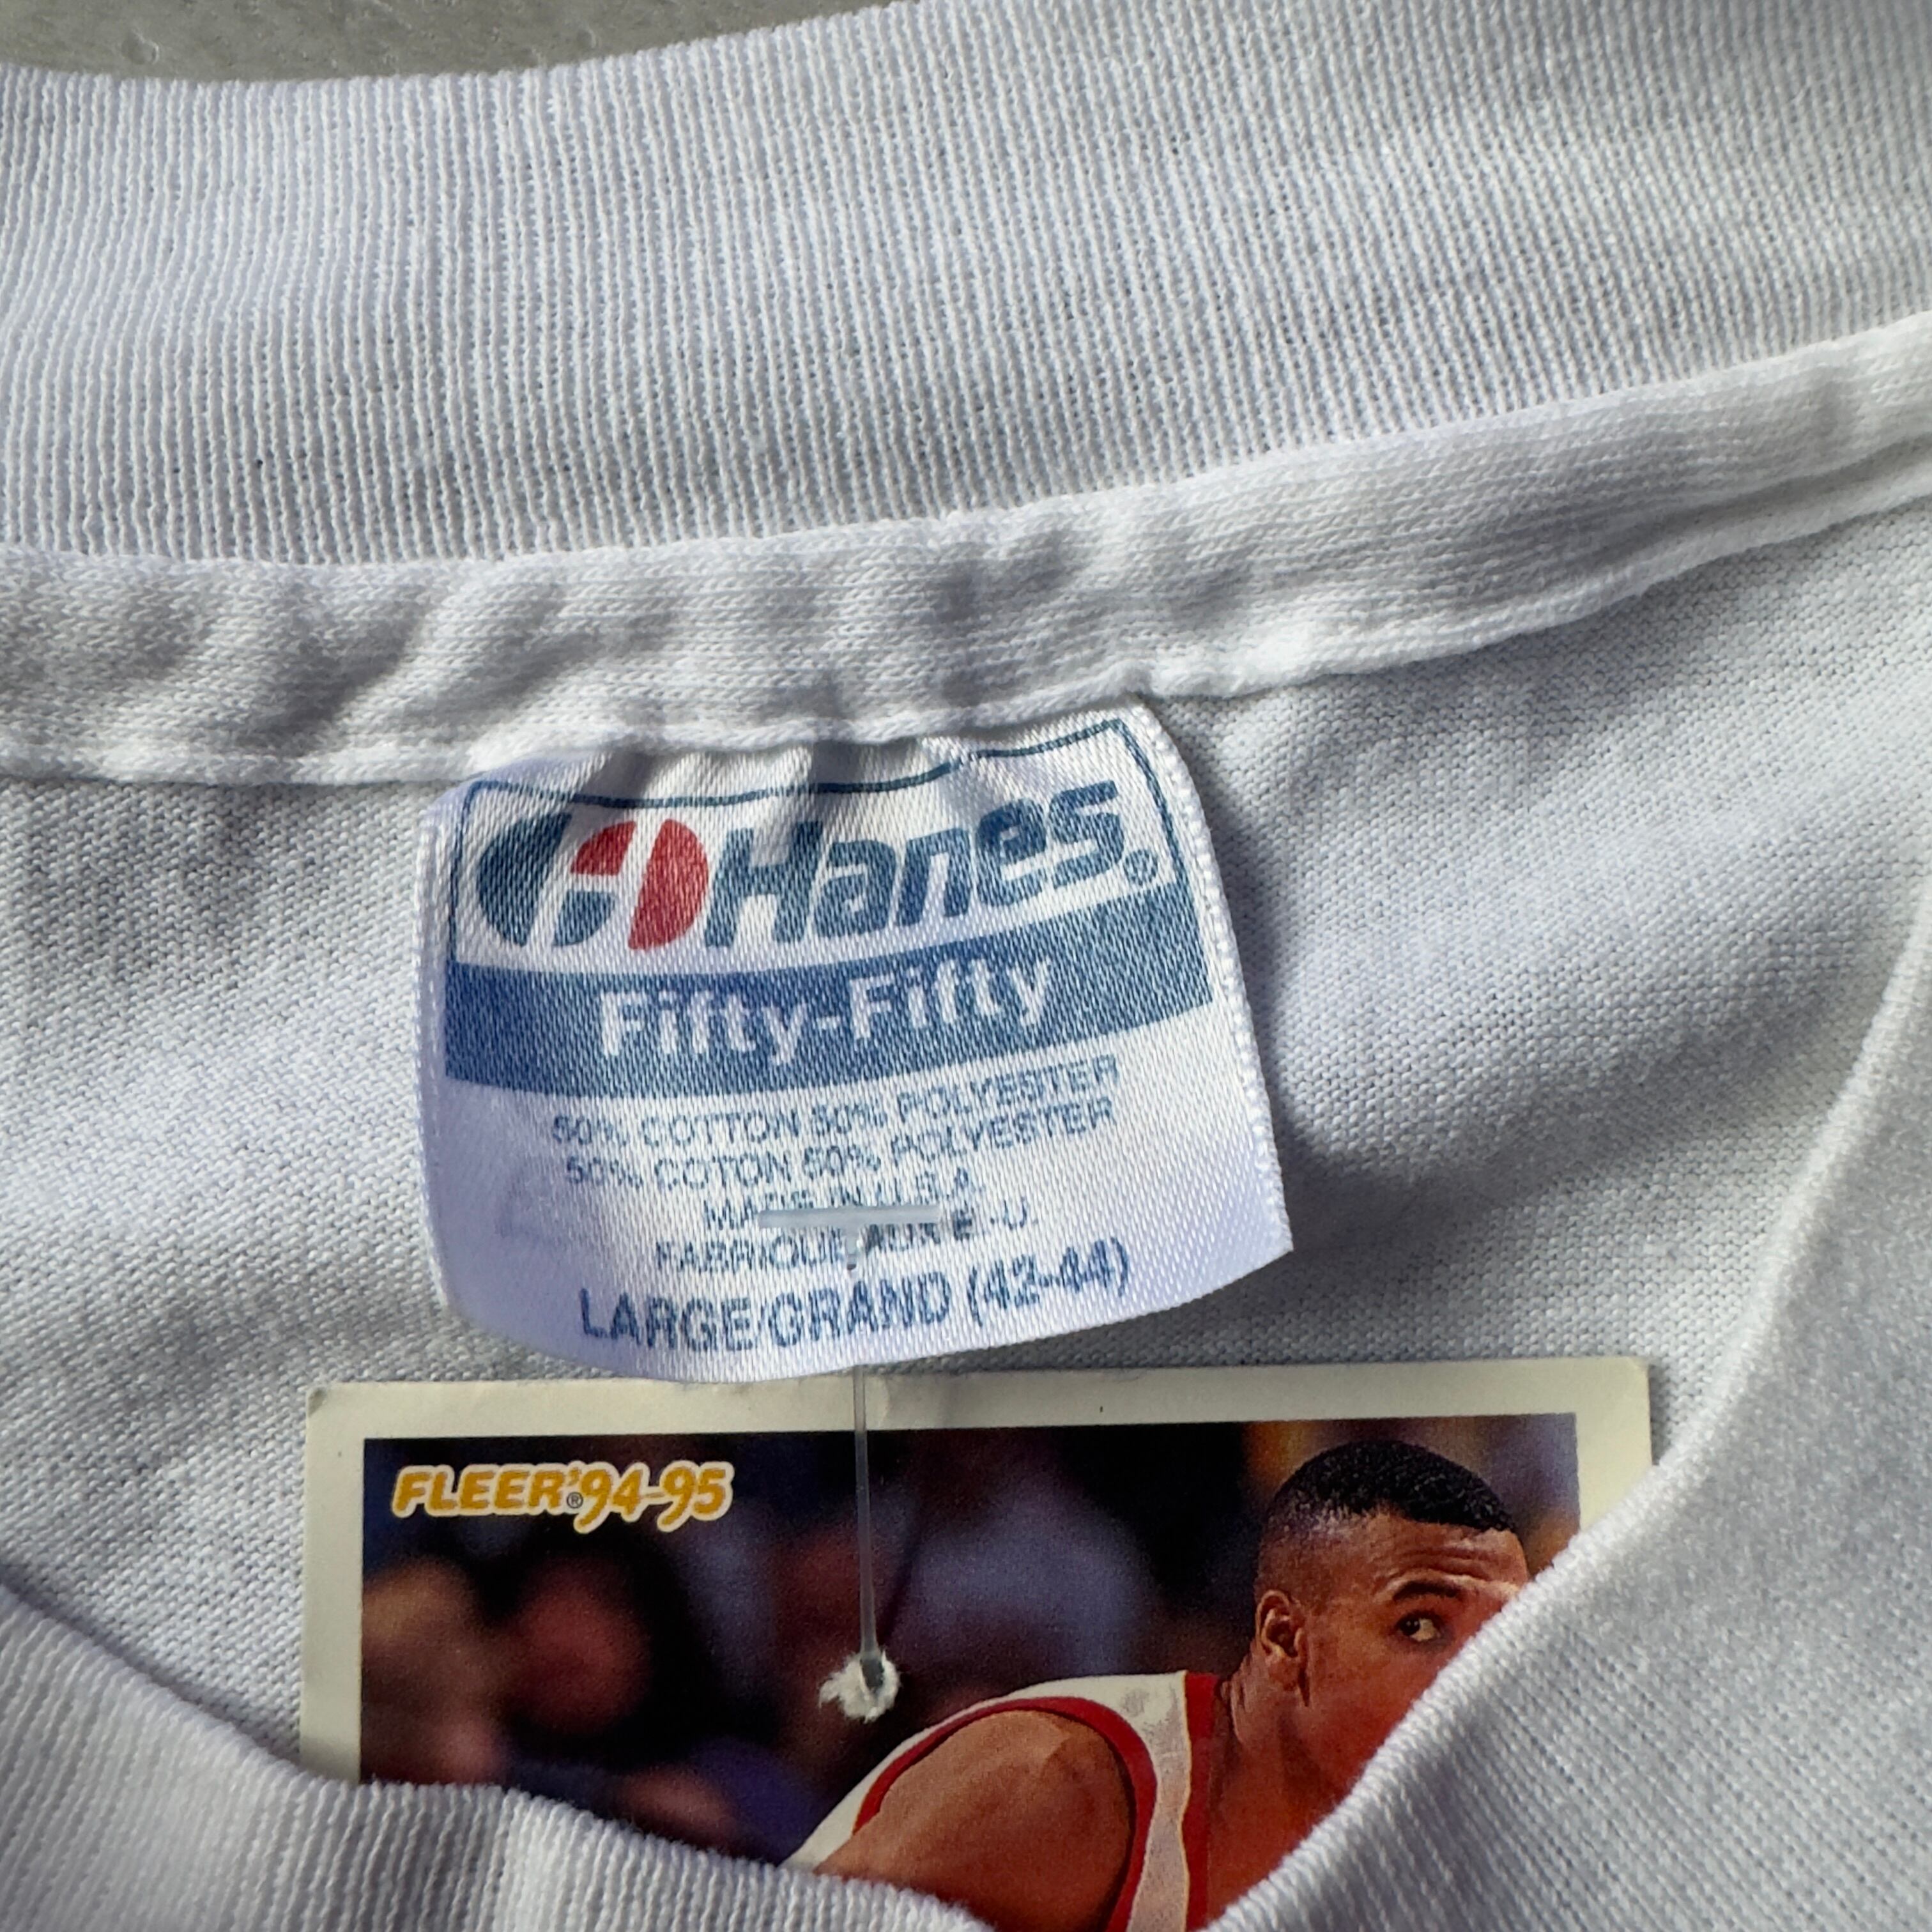 Hanes®
Fifty-Fifty
50% COTTON 50% POLYESTER
50% COTON 50% POLYESTER
MADE IN U.S.A.
FABRIQUE AUX É.-U.
LARGE/GRAND (42-44)
FLEER®'94-95